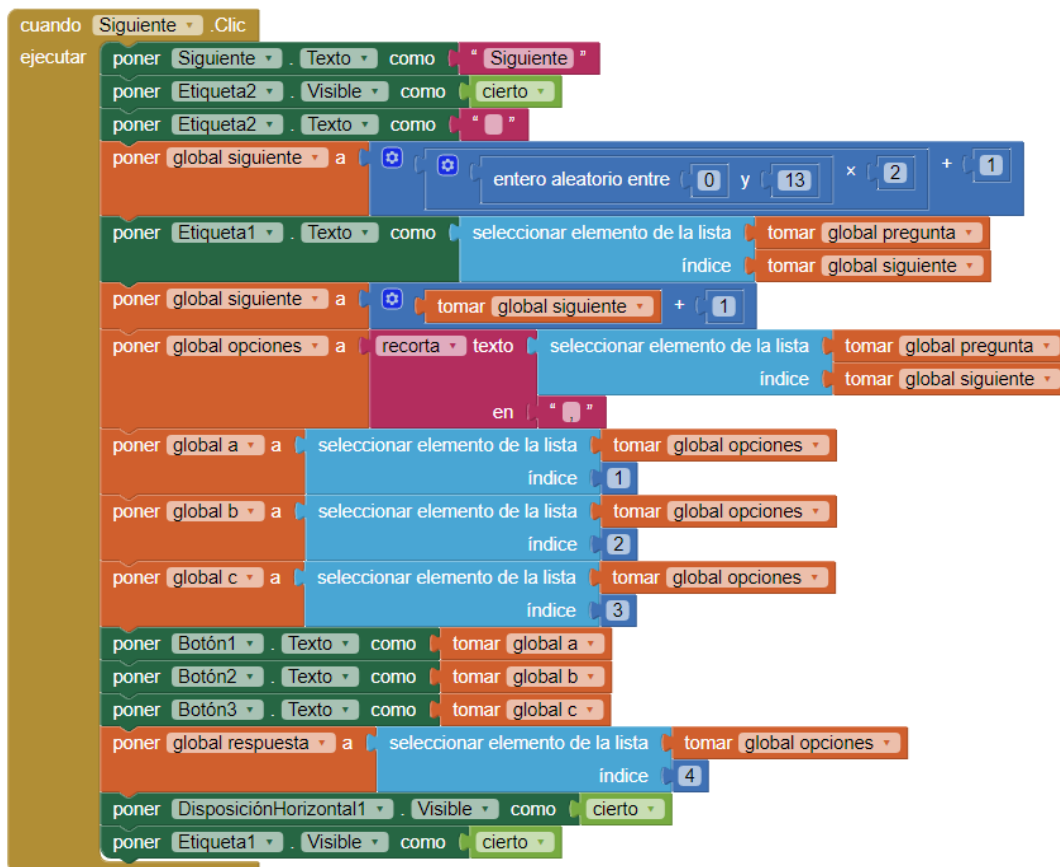 cuando Siguiente .Clic
ejecutar poner Siguiente . Texto como " Siguiente "
poner Etiqueta2 . Visible como cierto
poner Etiqueta2 . Texto como " "
poner global siguiente a entero aleatorio entre 0 y 13 × 2 + 1
poner Etiqueta1 . Texto como seleccionar elemento de la lista tomar global pregunta
índice tomar global siguiente
poner global siguiente a tomar global siguiente + 1
poner global opciones a recorta texto seleccionar elemento de la lista tomar global pregunta
índice tomar global siguiente
en " , "
poner global a a seleccionar elemento de la lista tomar global opciones
índice 1
poner global b a seleccionar elemento de la lista tomar global opciones
índice 2
poner global c a seleccionar elemento de la lista tomar global opciones
índice 3
poner Botón1 . Texto como tomar global a
poner Botón2 . Texto como tomar global b
poner Botón3 . Texto como tomar global c
poner global respuesta a seleccionar elemento de la lista tomar global opciones
índice 4
poner DisposiciónHorizontal1 . Visible como cierto
poner Etiqueta1 . Visible como cierto